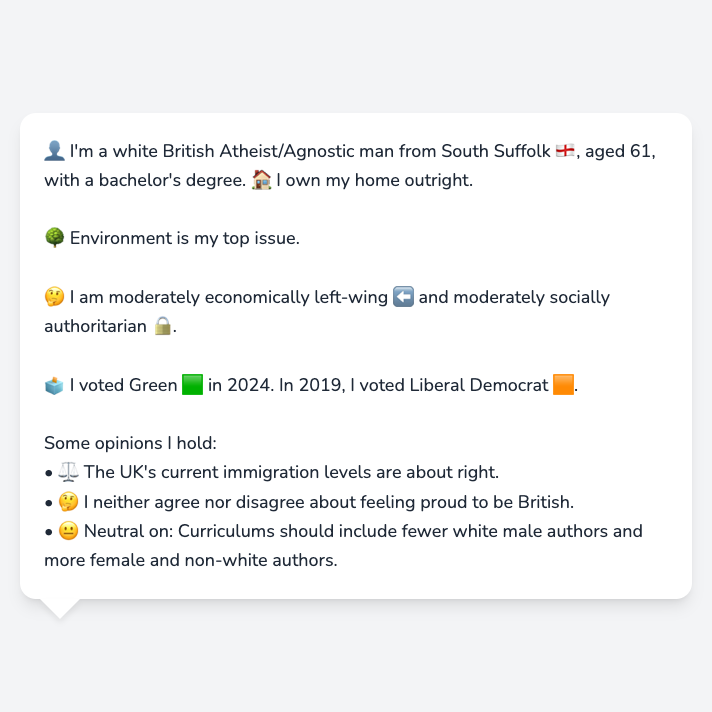 👤 I'm a white British Atheist/Agnostic man from South Suffolk 🏴󠁧󠁢󠁥󠁮󠁧󠁿, aged 61,
with a bachelor's degree. 🏠 I own my home outright.
🌳 Environment is my top issue.
🤔 I am moderately economically left-wing ⬅️ and moderately socially
authoritarian 🔒.
🗳️ I voted Green 🟩 in 2024. In 2019, I voted Liberal Democrat 🟧.
Some opinions I hold:
• ⚖️ The UK's current immigration levels are about right.
• 🤔 I neither agree nor disagree about feeling proud to be British.
• 😐 Neutral on: Curriculums should include fewer white male authors and
more female and non-white authors.